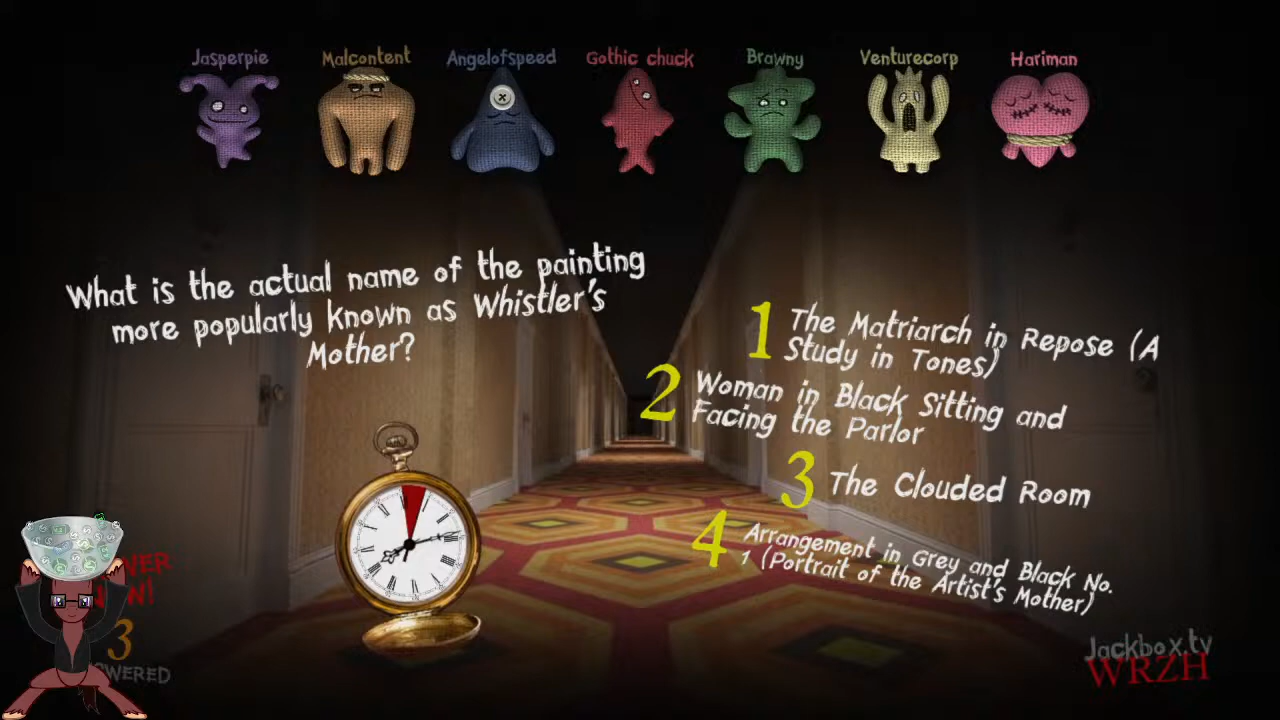 Jasperpie
Malcontent
Angelofspeed
Gothic chuck
Brawny
Venturecorp
Hariman
What is the actual name of the painting
more popularly known as Whistler's
Mother?
1 The Matriarch in Repose (A
Study in Tones)
2 Woman in Black Sitting and
Facing the Parlor
3 The Clouded Room
4 Arrangement in Grey and Black No.
1 (Portrait of the Artist's Mother)
3
Jackbox.tv
WRZH